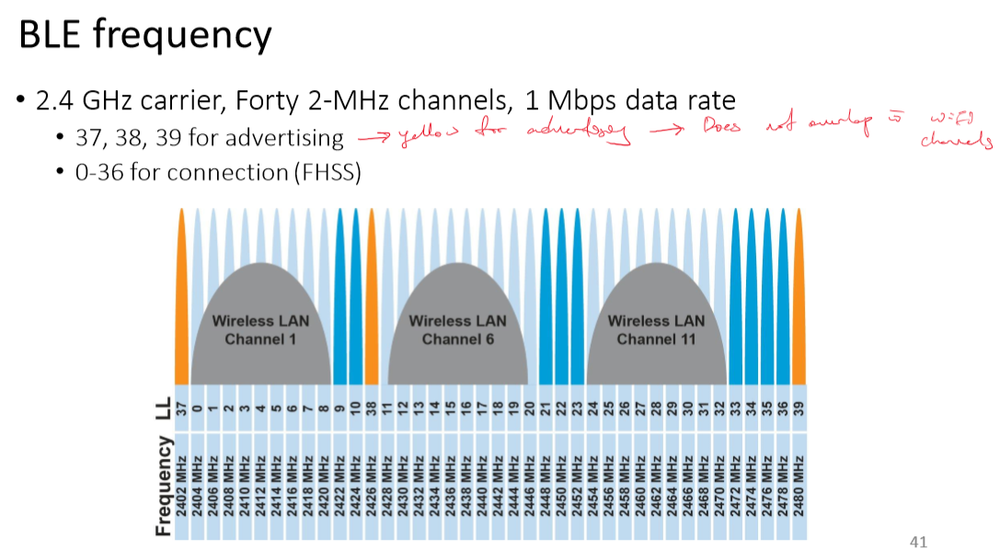 BLE frequency
• 2.4 GHz carrier, Forty 2-MHz channels, 1 Mbps data rate
• 37, 38, 39 for advertising → yellow for advertising → Does not overlap w̄ WiFi channels
• 0-36 for connection (FHSS)
Wireless LAN Channel 1
Wireless LAN Channel 6
Wireless LAN Channel 11
LL 37 0 1 2 3 4 5 6 7 8 9 10 38 11 12 13 14 15 16 17 18 19 20 21 22 23 24 25 26 27 28 29 30 31 32 33 34 35 36 39
Frequency 2402 MHz 2404 MHz 2406 MHz 2408 MHz 2410 MHz 2412 MHz 2414 MHz 2416 MHz 2418 MHz 2420 MHz 2422 MHz 2424 MHz 2426 MHz 2428 MHz 2430 MHz 2432 MHz 2434 MHz 2436 MHz 2438 MHz 2440 MHz 2442 MHz 2444 MHz 2446 MHz 2448 MHz 2450 MHz 2452 MHz 2454 MHz 2456 MHz 2458 MHz 2460 MHz 2462 MHz 2464 MHz 2466 MHz 2468 MHz 2470 MHz 2472 MHz 2474 MHz 2476 MHz 2478 MHz 2480 MHz
41